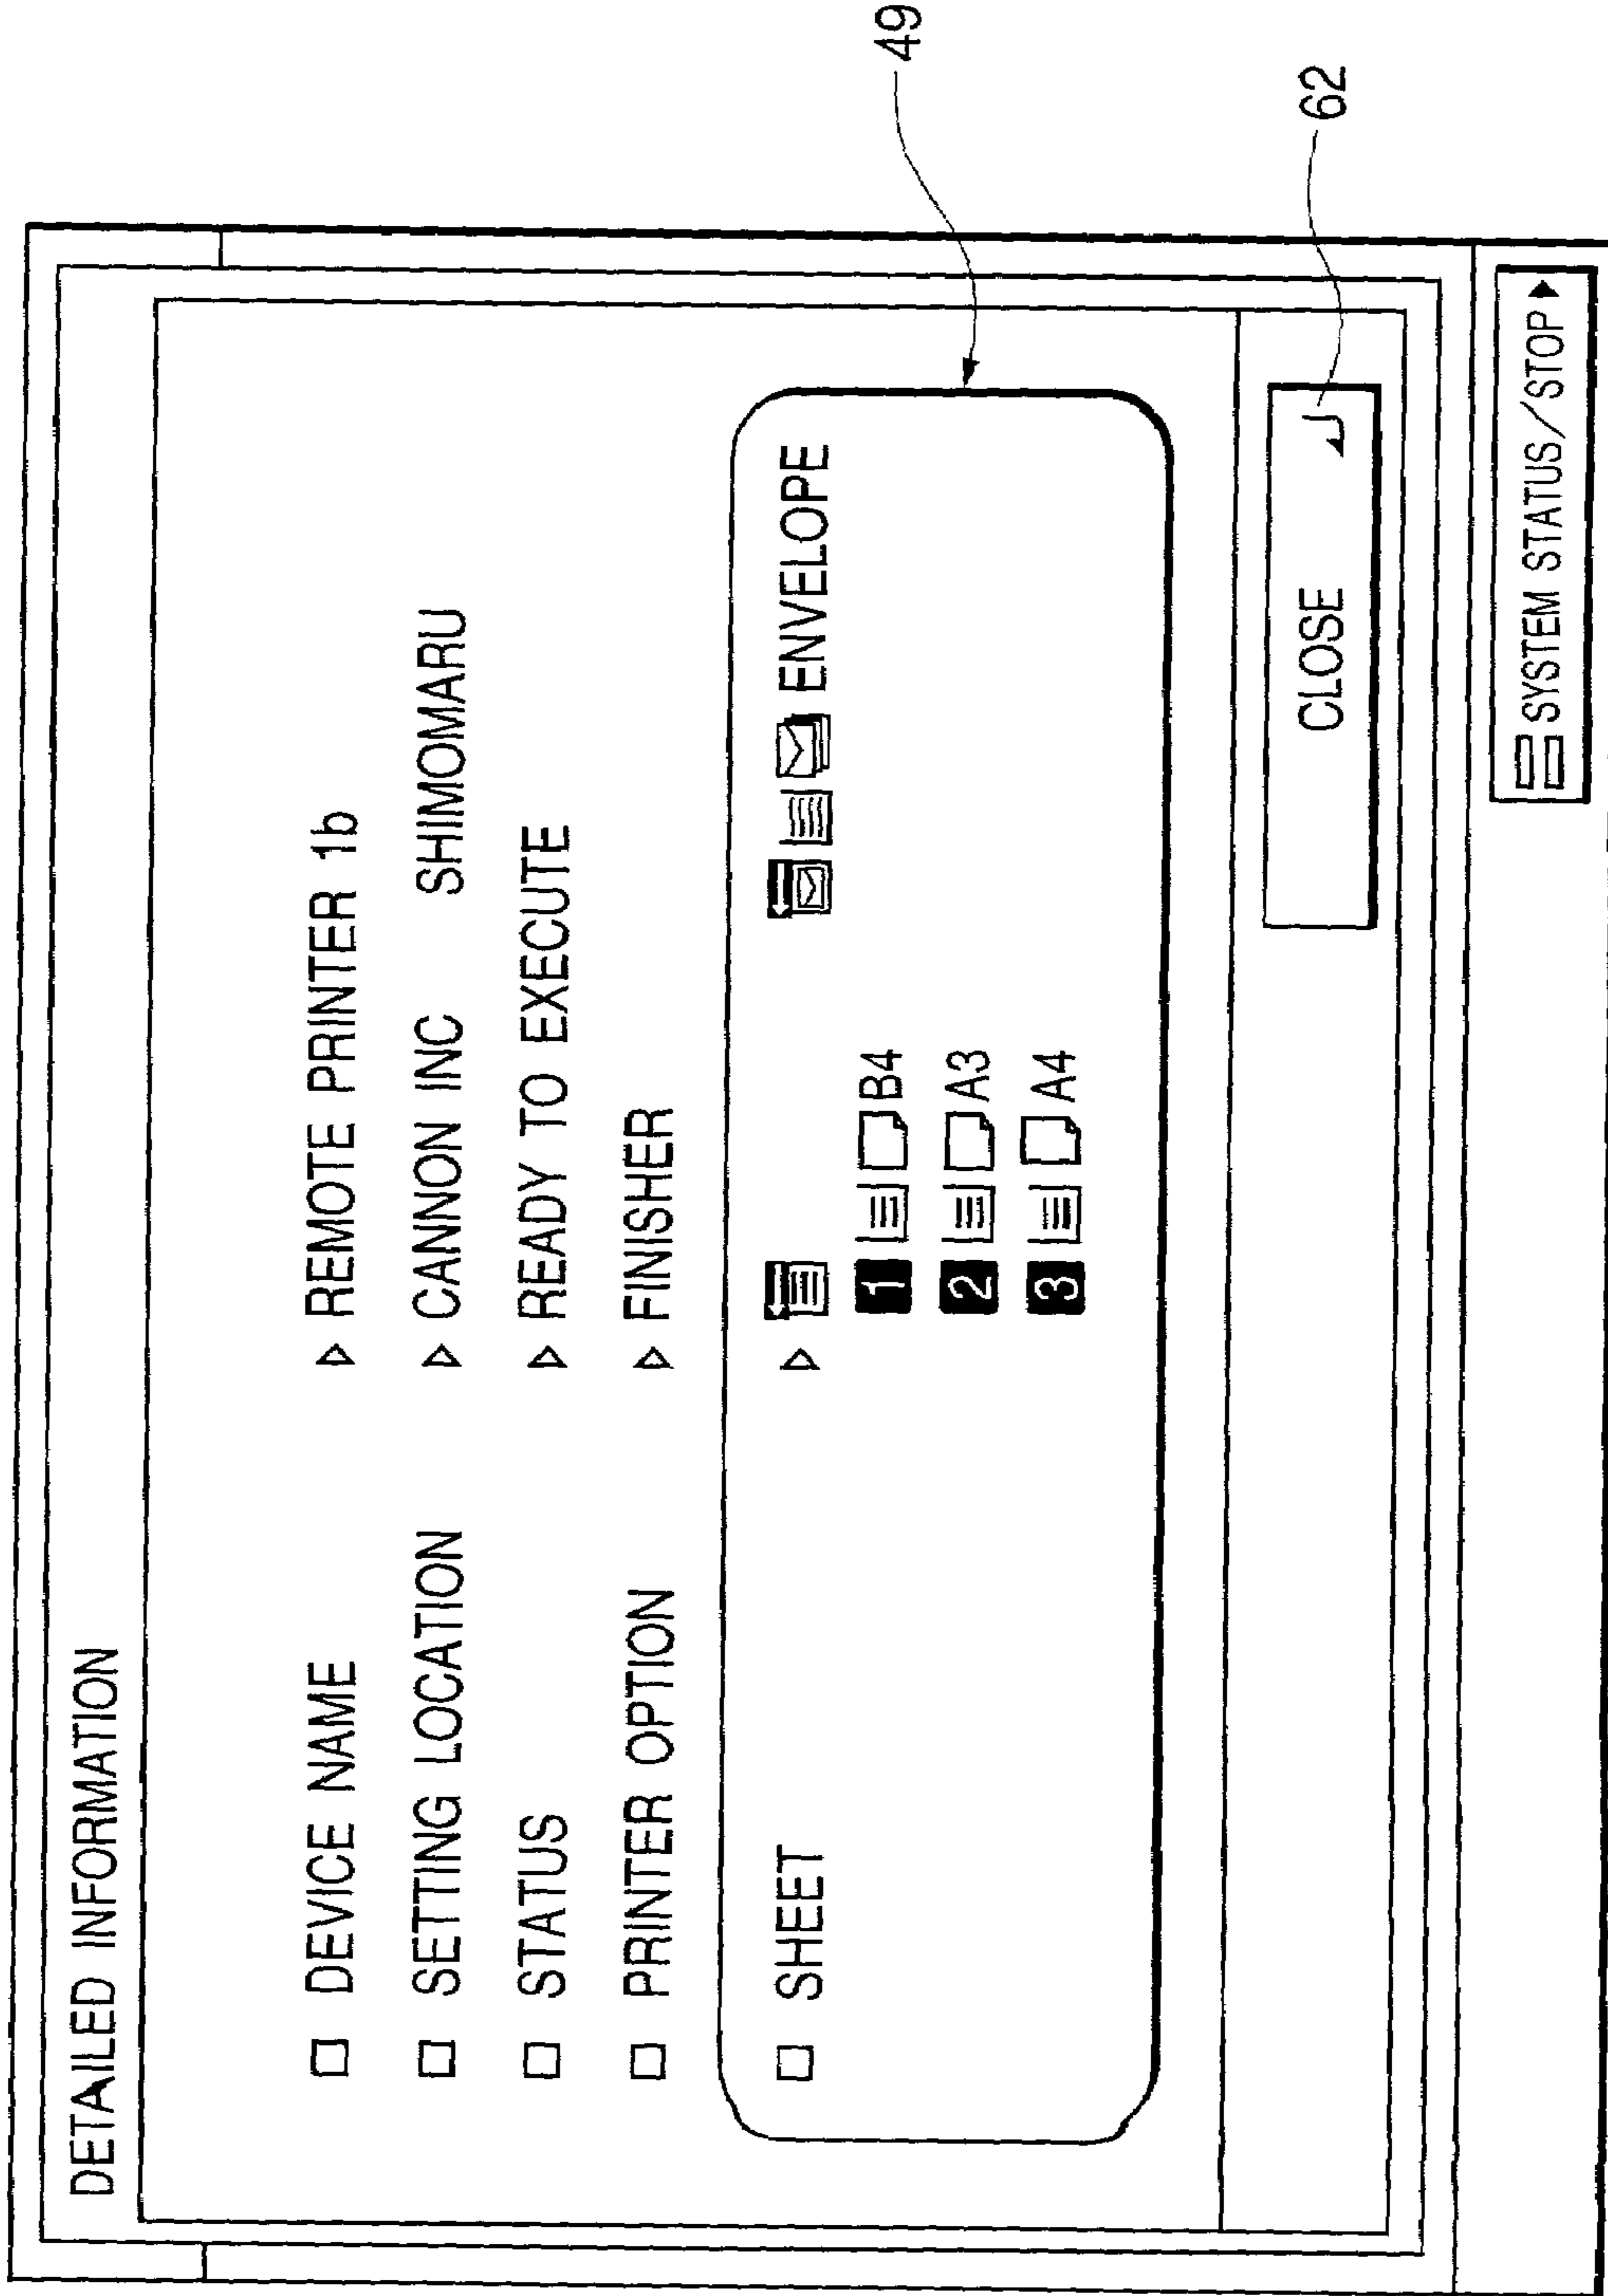 DETAILED INFORMATION
□ DEVICE NAME ▷ REMOTE PRINTER 1b
□ SETTING LOCATION ▷ CANNON INC SHIMOMARU
□ STATUS ▷ READY TO EXECUTE
□ PRINTER OPTION ▷ FINISHER
□ SHEET ▷ ENVELOPE
1 B4
2 A3
3 A4
49
CLOSE
62
SYSTEM STATUS/STOP ▶